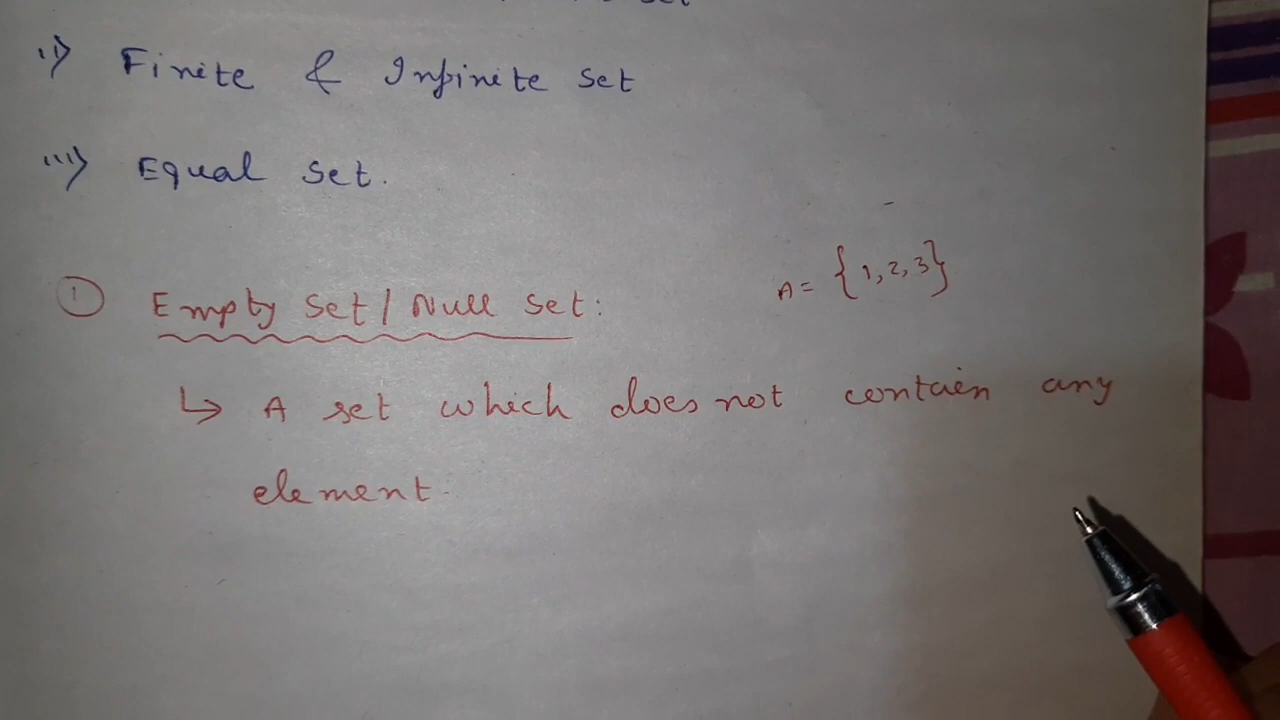 set
ii) Finite & Infinite set
iii) Equal set.
A = {1, 2, 3}
① Empty set / Null set:
↳ A set which does not contain any
element.